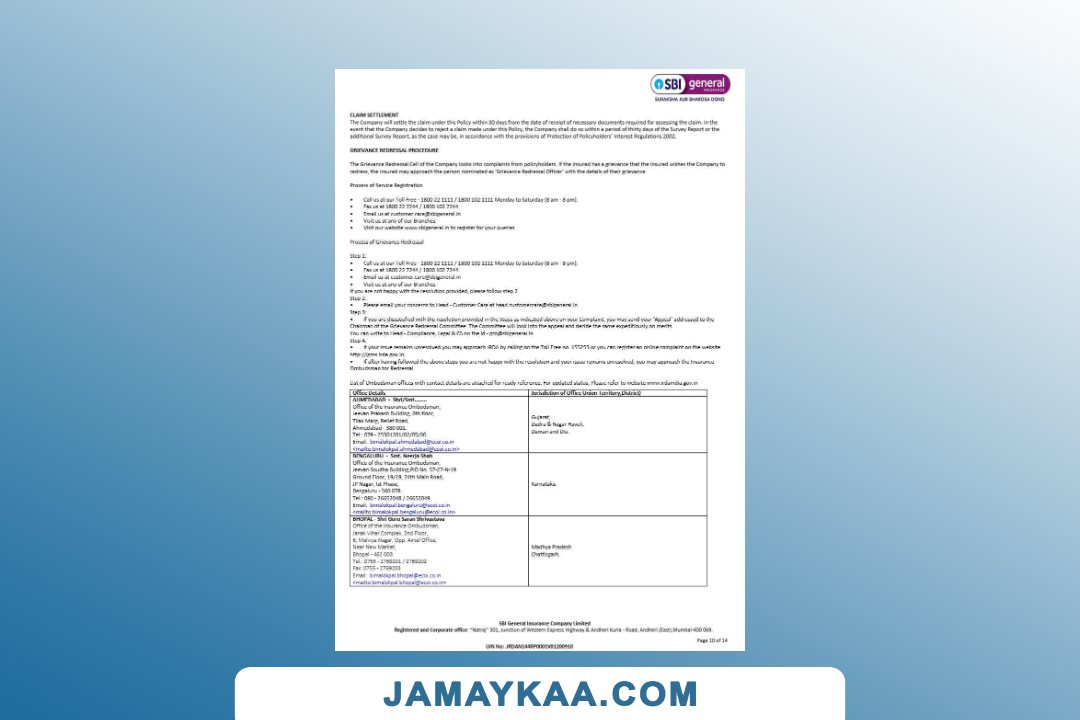 SBI general
INSURANCE
SURAKSHA AUR BHAROSA DONO
CLAIM SETTLEMENT
The Company will settle the claim under this Policy within 30 days from the date of receipt of necessary documents required for assessing the claim. In the
event that the Company decides to reject a claim made under this Policy, the Company shall do so within a period of thirty days of the Survey Report or the
additional Survey Report, as the case may be, in accordance with the provisions of Protection of Policyholders' Interest Regulations 2002.
GRIEVANCE REDRESSAL PROCEDURE
The Grievance Redressal Cell of the Company looks into complaints from policyholders. If the Insured has a grievance that the Insured wishes the Company to
redress, the Insured may approach the person nominated as 'Grievance Redressal Officer' with the details of their grievance.
Process of Service Registration
• Call us at our Toll Free - 1800 22 1111 / 1800 102 1111 Monday to Saturday (8 am - 8 pm).
• Fax us at 1800 22 7244 / 1800 102 7244
• Email us at customer.care@sbigeneral.in
• Visit us at any of our Branches
• Visit our website www.sbigeneral.in to register for your queries
Process of Grievance Redressal
Step 1:
• Call us at our Toll Free - 1800 22 1111 / 1800 102 1111 Monday to Saturday (8 am - 8 pm).
• Fax us at 1800 22 7244 / 1800 102 7244
• Email us at customer.care@sbigeneral.in
• Visit us at any of our Branches
If you are not happy with the resolution provided, please follow step 2
Step 2:
• Please email your concerns to Head - Customer Care at head.customercare@sbigeneral.in
Step 3:
• If you are dissatisfied with the resolution provided in the Steps as indicated above on your Complaint, you may send your 'Appeal' addressed to the
Chairman of the Grievance Redressal Committee. The Committee will look into the appeal and decide the same expeditiously on merits
You can write to Head - Compliance, Legal & CS on the id - gro@sbigeneral.in
Step 4:
• If your issue remains unresolved you may approach IRDA by calling on the Toll Free no. 155255 or you can register an online complaint on the website
http://igms.irda.gov.in
• If after having followed the above steps you are not happy with the resolution and your issue remains unresolved, you may approach the Insurance
Ombudsman for Redressal.
List of Ombudsman offices with contact details are attached for ready reference. For updated status, Please refer to website www.irdaindia.gov.in
Office Details Jurisdiction of Office Union Territory,District)
AHMEDABAD - Shri/Smt.......
Office of the Insurance Ombudsman,
Jeevan Prakash Building, 6th floor,
Tilak Marg, Relief Road,
Ahmedabad - 380 001.
Tel.: 079 - 25501201/02/05/06
Email: bimalokpal.ahmedabad@ecoi.co.in
<mailto:bimalokpal.ahmedabad@ecoi.co.in>
Gujarat,
Dadra & Nagar Haveli,
Daman and Diu.
BENGALURU - Smt. Neerja Shah
Office of the Insurance Ombudsman,
Jeevan Soudha Building,PID No. 57-27-N-19
Ground Floor, 19/19, 24th Main Road,
JP Nagar, Ist Phase,
Bengaluru - 560 078.
Tel.: 080 - 26652048 / 26652049
Email: bimalokpal.bengaluru@ecoi.co.in
<mailto:bimalokpal.bengaluru@ecoi.co.in>
Karnataka.
BHOPAL - Shri Guru Saran Shrivastava
Office of the Insurance Ombudsman,
Janak Vihar Complex, 2nd Floor,
6, Malviya Nagar, Opp. Airtel Office,
Near New Market,
Bhopal - 462 003.
Tel.: 0755 - 2769201 / 2769202
Fax: 0755 - 2769203
Email: bimalokpal.bhopal@ecoi.co.in
<mailto:bimalokpal.bhopal@ecoi.co.in>
Madhya Pradesh
Chattisgarh.
SBI General Insurance Company Limited
Registered and Corporate office: "Natraj" 301, Junction of Western Express Highway & Andheri Kurla - Road, Andheri (East),Mumbai-400 069.
Page 10 of 14
UIN No: IRDAN144RP0001V01200910
JAMAYKAA.COM